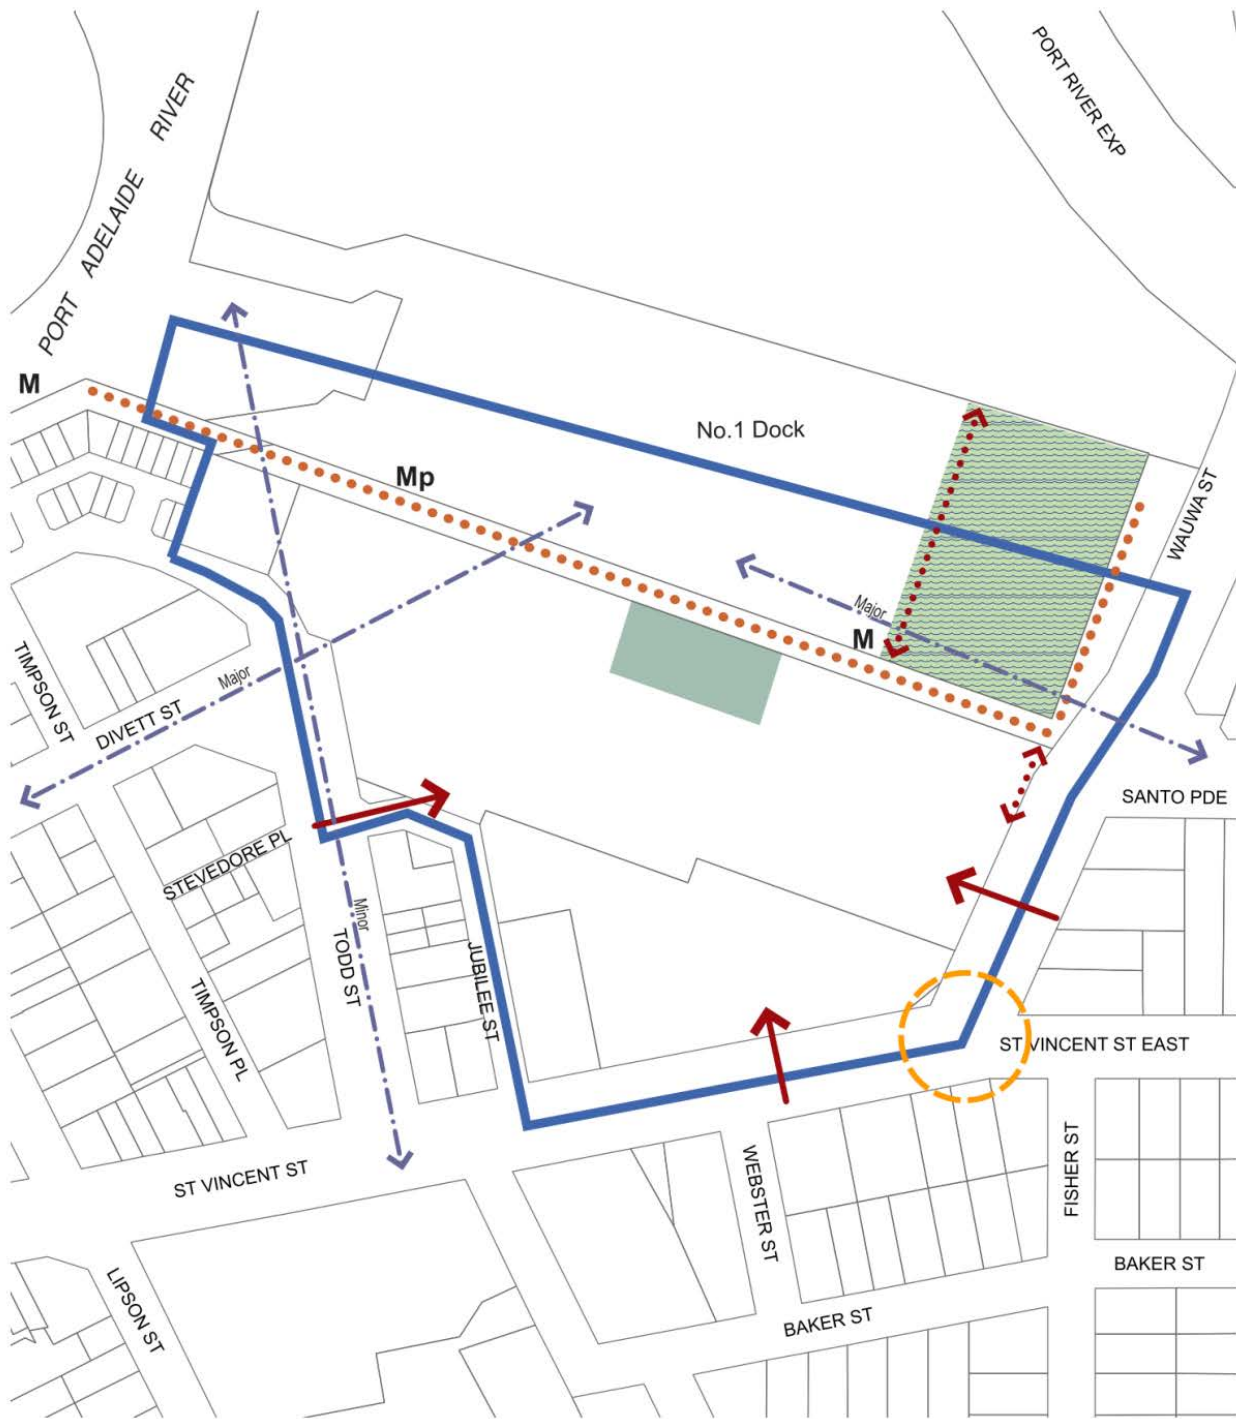 PORT RIVER EXP
PORT ADELAIDE RIVER
M
No.1 Dock
Mp
WAUWA ST
Major
M
TIMPSON ST
DIVETT ST
Major
SANTO PDE
STEVEDORE PL
Minor
TODD ST
JUBILEE ST
TIMPSON PL
ST VINCENT ST EAST
ST VINCENT ST
WEBSTER ST
FISHER ST
BAKER ST
LIPSON ST
BAKER ST